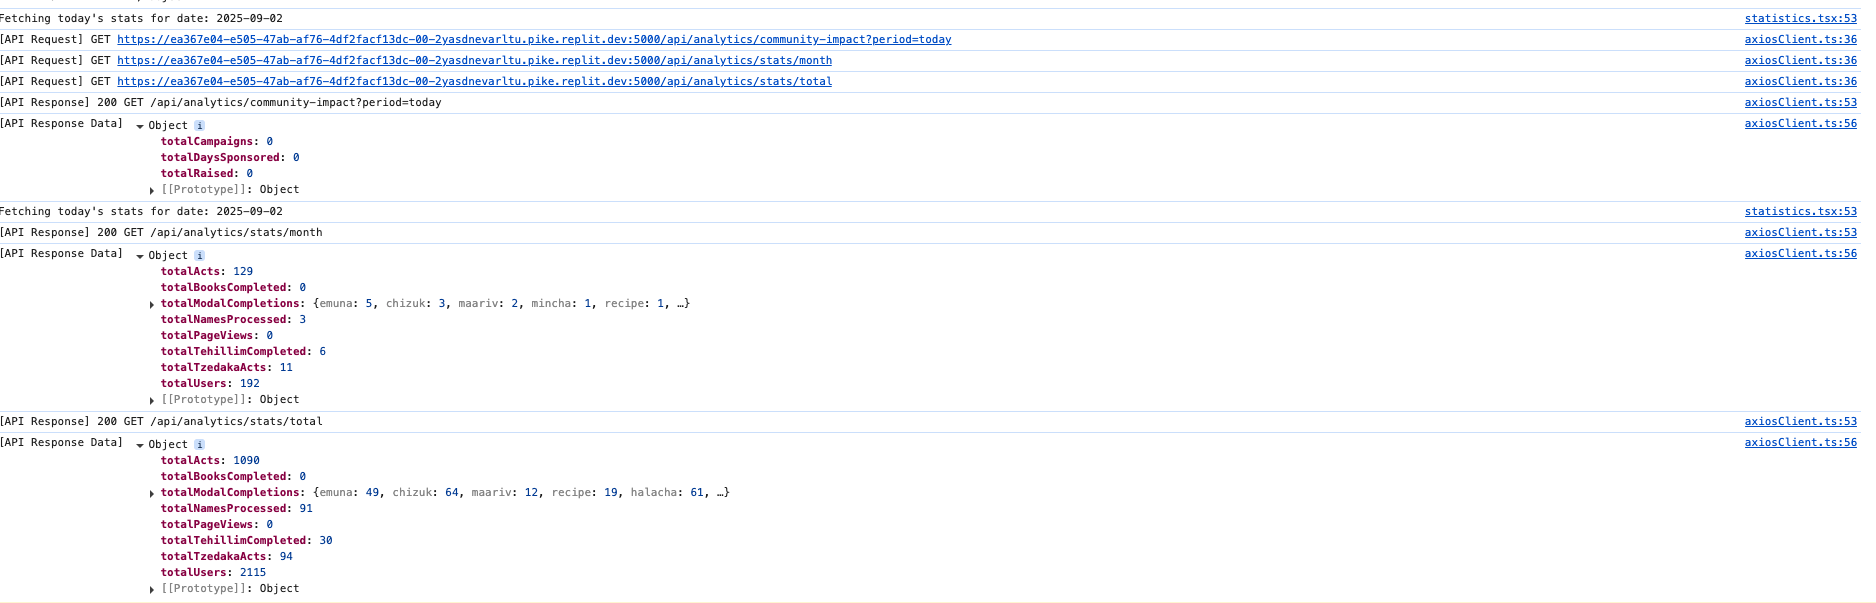 Fetching today's stats for date: 2025-09-02 statistics.tsx:53
[API Request] GET https://ea367e04-e505-47ab-af76-4df2facf13dc-00-2yasdnevarltu.pike.replit.dev:5000/api/analytics/community-impact?period=today axiosClient.ts:36
[API Request] GET https://ea367e04-e505-47ab-af76-4df2facf13dc-00-2yasdnevarltu.pike.replit.dev:5000/api/analytics/stats/month axiosClient.ts:36
[API Request] GET https://ea367e04-e505-47ab-af76-4df2facf13dc-00-2yasdnevarltu.pike.replit.dev:5000/api/analytics/stats/total axiosClient.ts:36
[API Response] 200 GET /api/analytics/community-impact?period=today axiosClient.ts:53
[API Response Data] Object i axiosClient.ts:56
totalCampaigns: 0
totalDaysSponsored: 0
totalRaised: 0
[[Prototype]]: Object
Fetching today's stats for date: 2025-09-02 statistics.tsx:53
[API Response] 200 GET /api/analytics/stats/month axiosClient.ts:53
[API Response Data] Object i axiosClient.ts:56
totalActs: 129
totalBooksCompleted: 0
totalModalCompletions: {emuna: 5, chizuk: 3, maariv: 2, mincha: 1, recipe: 1, …}
totalNamesProcessed: 3
totalPageViews: 0
totalTehillimCompleted: 6
totalTzedakaActs: 11
totalUsers: 192
[[Prototype]]: Object
[API Response] 200 GET /api/analytics/stats/total axiosClient.ts:53
[API Response Data] Object i axiosClient.ts:56
totalActs: 1090
totalBooksCompleted: 0
totalModalCompletions: {emuna: 49, chizuk: 64, maariv: 12, recipe: 19, halacha: 61, …}
totalNamesProcessed: 91
totalPageViews: 0
totalTehillimCompleted: 30
totalTzedakaActs: 94
totalUsers: 2115
[[Prototype]]: Object